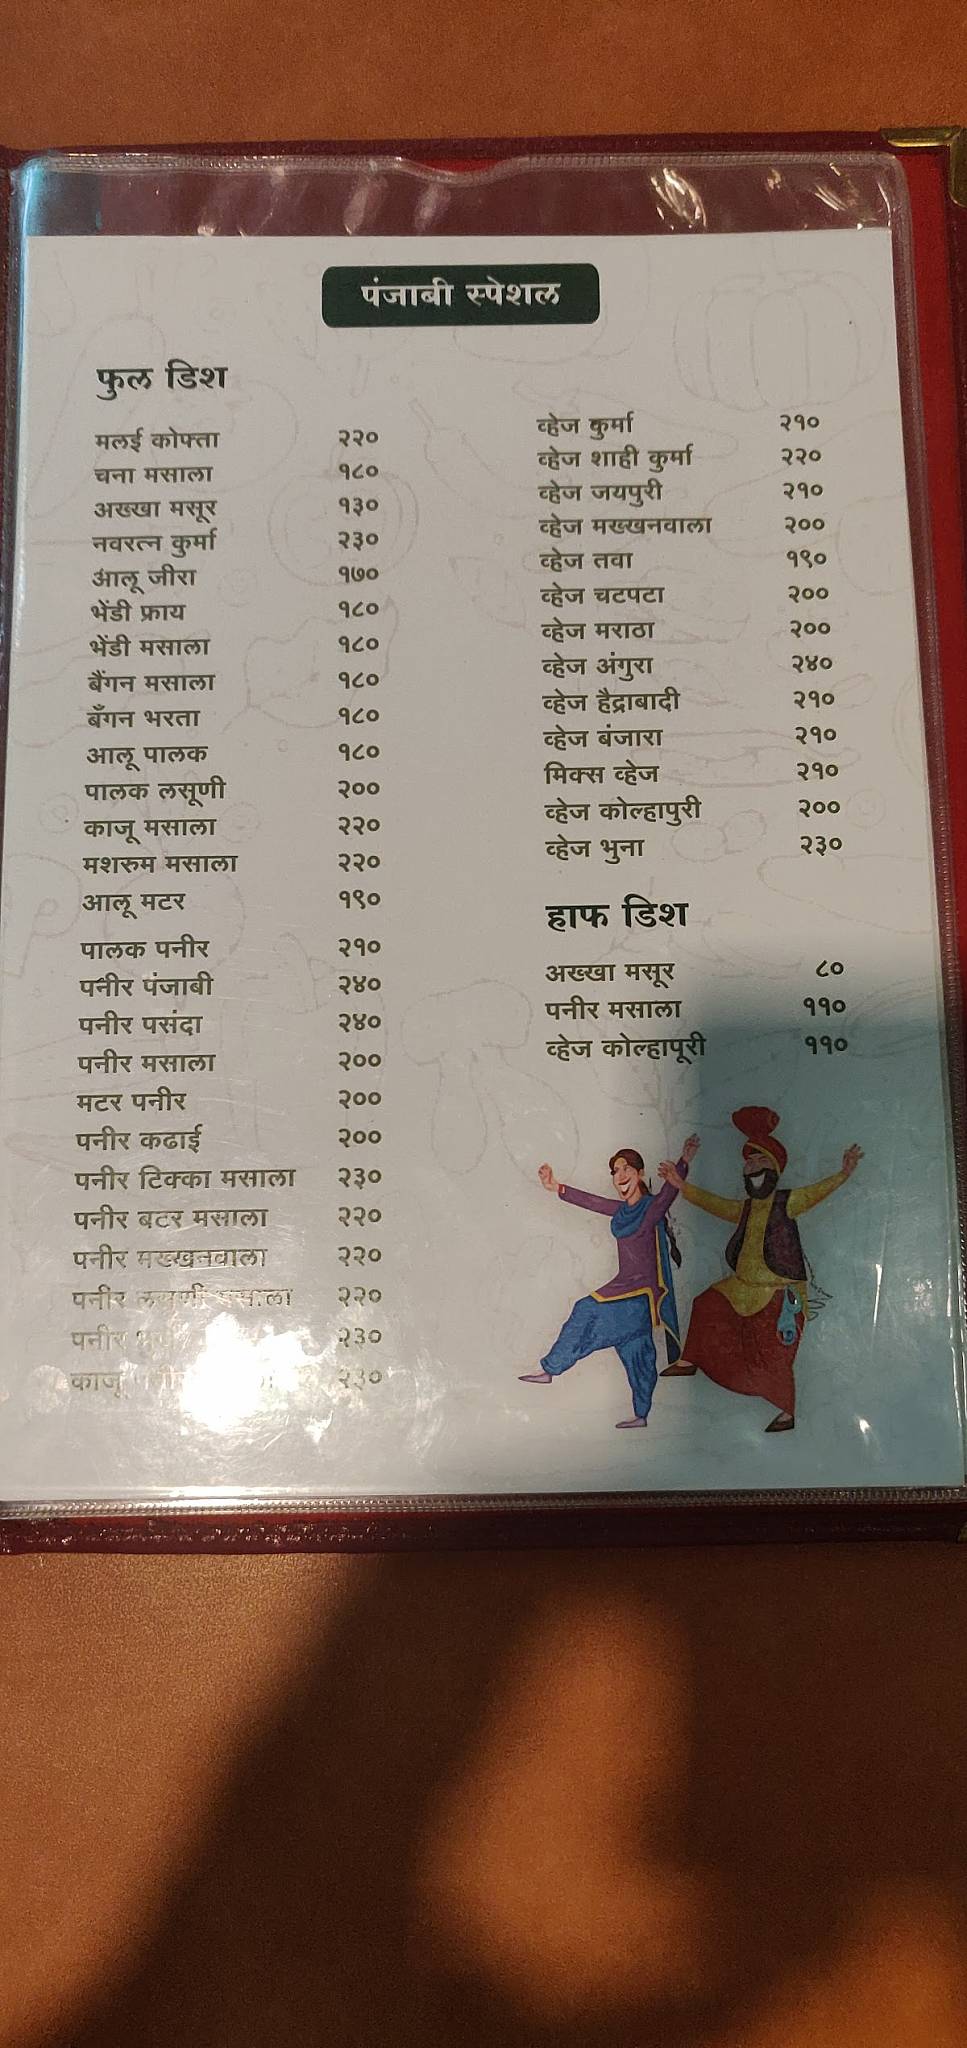 पंजाबी स्पेशल
फुल डिश
मलई कोफ्ता २२०
चना मसाला १८०
अख्खा मसूर १३०
नवरत्न कुर्मा २३०
आलू जीरा १७०
भेंडी फ्राय १८०
भेंडी मसाला १८०
बैंगन मसाला १८०
बँगन भरता १८०
आलू पालक १८०
पालक लसूणी २००
काजू मसाला २२०
मशरुम मसाला २२०
आलू मटर १९०
पालक पनीर २१०
पनीर पंजाबी २४०
पनीर पसंदा २४०
पनीर मसाला २००
मटर पनीर २००
पनीर कढाई २००
पनीर टिक्का मसाला २३०
पनीर बटर मसाला २२०
पनीर मख्खनवाला २२०
पनीर लसूणी मसाला २२०
पनीर २३०
काजू २३०
व्हेज कुर्मा २१०
व्हेज शाही कुर्मा २२०
व्हेज जयपुरी २१०
व्हेज मख्खनवाला २००
व्हेज तवा १९०
व्हेज चटपटा २००
व्हेज मराठा २००
व्हेज अंगुरा २४०
व्हेज हैद्राबादी २१०
व्हेज बंजारा २१०
मिक्स व्हेज २१०
व्हेज कोल्हापुरी २००
व्हेज भुना २३०
हाफ डिश
अख्खा मसूर ८०
पनीर मसाला ११०
व्हेज कोल्हापूरी ११०